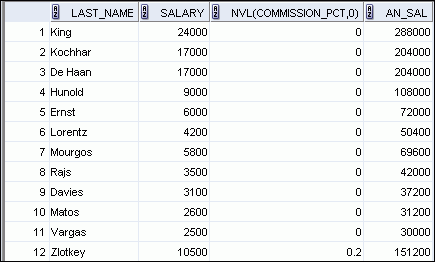 LAST_NAME SALARY NVL(COMMISSION_PCT,0) AN_SAL
1 King 24000 0 288000
2 Kochhar 17000 0 204000
3 De Haan 17000 0 204000
4 Hunold 9000 0 108000
5 Ernst 6000 0 72000
6 Lorentz 4200 0 50400
7 Mourgos 5800 0 69600
8 Rajs 3500 0 42000
9 Davies 3100 0 37200
10 Matos 2600 0 31200
11 Vargas 2500 0 30000
12 Zlotkey 10500 0.2 151200